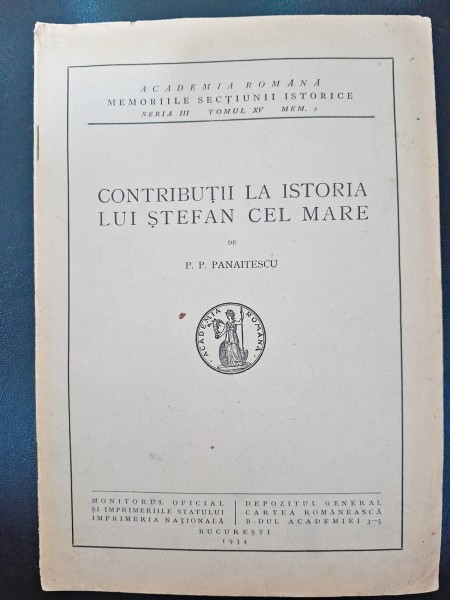 ACADEMIA ROMÂNĂ
MEMORIILE SECȚIUNII ISTORICE
SERIA III TOMUL XV MEM. 2
CONTRIBUȚII LA ISTORIA
LUI ȘTEFAN CEL MARE
DE
P. P. PANAITESCU
ACADEMIA ROMANA
MONITORUL OFICIAL
ȘI IMPRIMERIILE STATULUI
IMPRIMERIA NAȚIONALĂ
DEPOZITUL GENERAL
CARTEA ROMÂNEASCĂ
B-DUL ACADEMIEI 3—5
BUCUREȘTI
1934